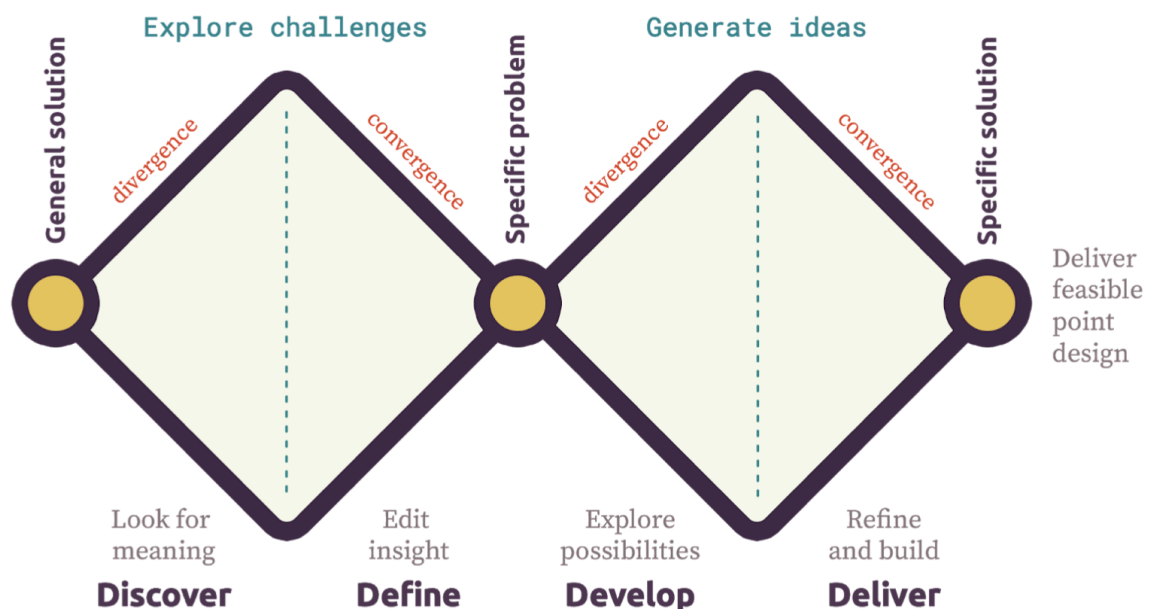 Explore challenges
Generate ideas
General solution
divergence
convergence
Specific problem
divergence
convergence
Specific solution
Deliver
feasible
point
design
Look for
meaning
Edit
insight
Explore
possibilities
Refine
and build
Discover
Define
Develop
Deliver